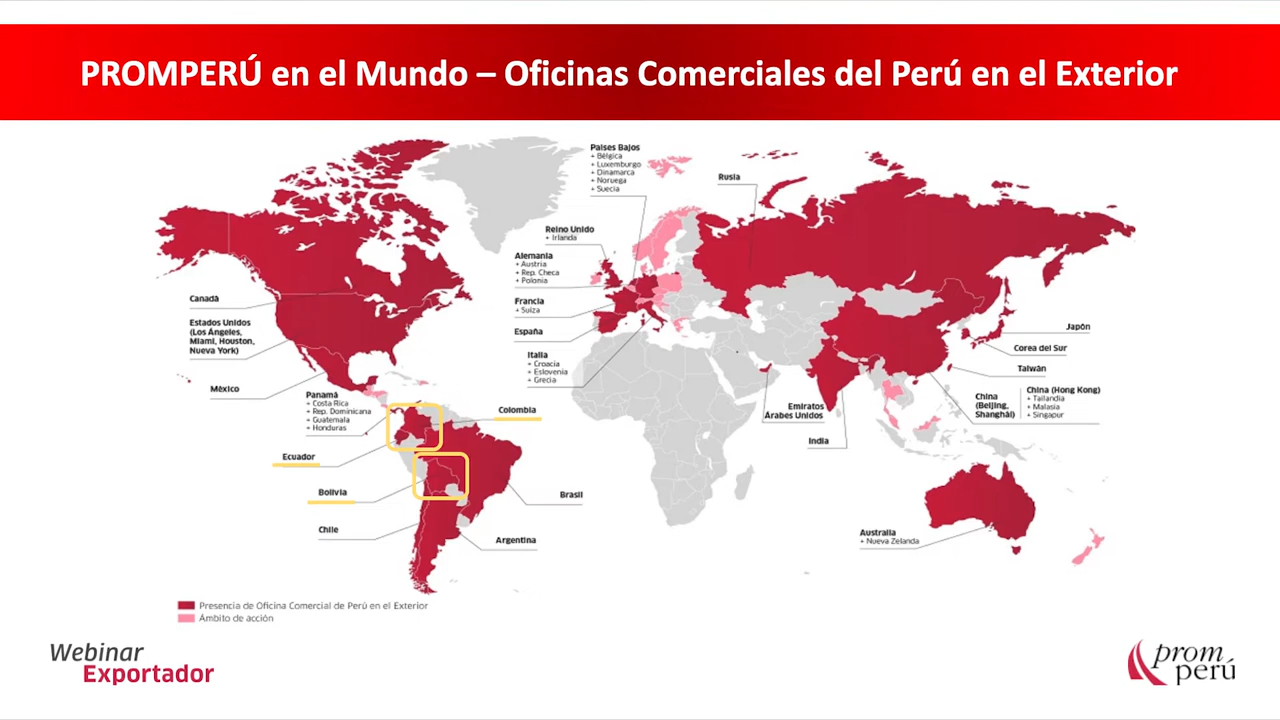 PROMPERÚ en el Mundo – Oficinas Comerciales del Perú en el Exterior
Países Bajos
+ Bélgica
+ Luxemburgo
+ Dinamarca
+ Noruega
+ Suecia
Rusia
Reino Unido
+ Irlanda
Alemania
+ Austria
+ Rep. Checa
+ Polonia
Francia
+ Suiza
España
Italia
+ Croacia
+ Eslovenia
+ Grecia
Canadá
Estados Unidos
(Los Ángeles,
Miami, Houston,
Nueva York)
México
Panamá
+ Costa Rica
+ Rep. Dominicana
+ Guatemala
+ Honduras
Colombia
Ecuador
Bolivia
Brasil
Chile
Argentina
Japón
Corea del Sur
Taiwán
China
(Beijing,
Shanghái)
China (Hong Kong)
+ Tailandia
+ Malasia
+ Singapur
Emiratos
Árabes Unidos
India
Australia
+ Nueva Zelanda
Presencia de Oficina Comercial de Perú en el Exterior
Ámbito de acción
Webinar
Exportador
prom
perú